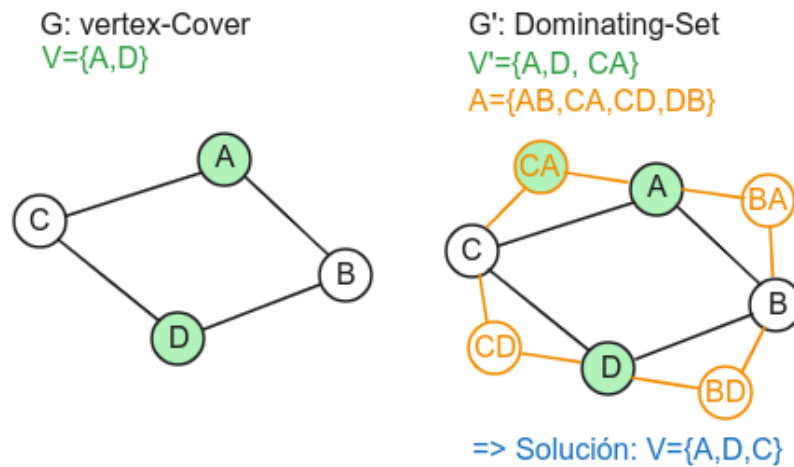 G: vertex-Cover
V={A,D}
A
C
B
D
G': Dominating-Set
V'={A,D, CA}
A={AB,CA,CD,DB}
CA
A
BA
C
B
CD
D
BD
=> Solución: V={A,D,C}